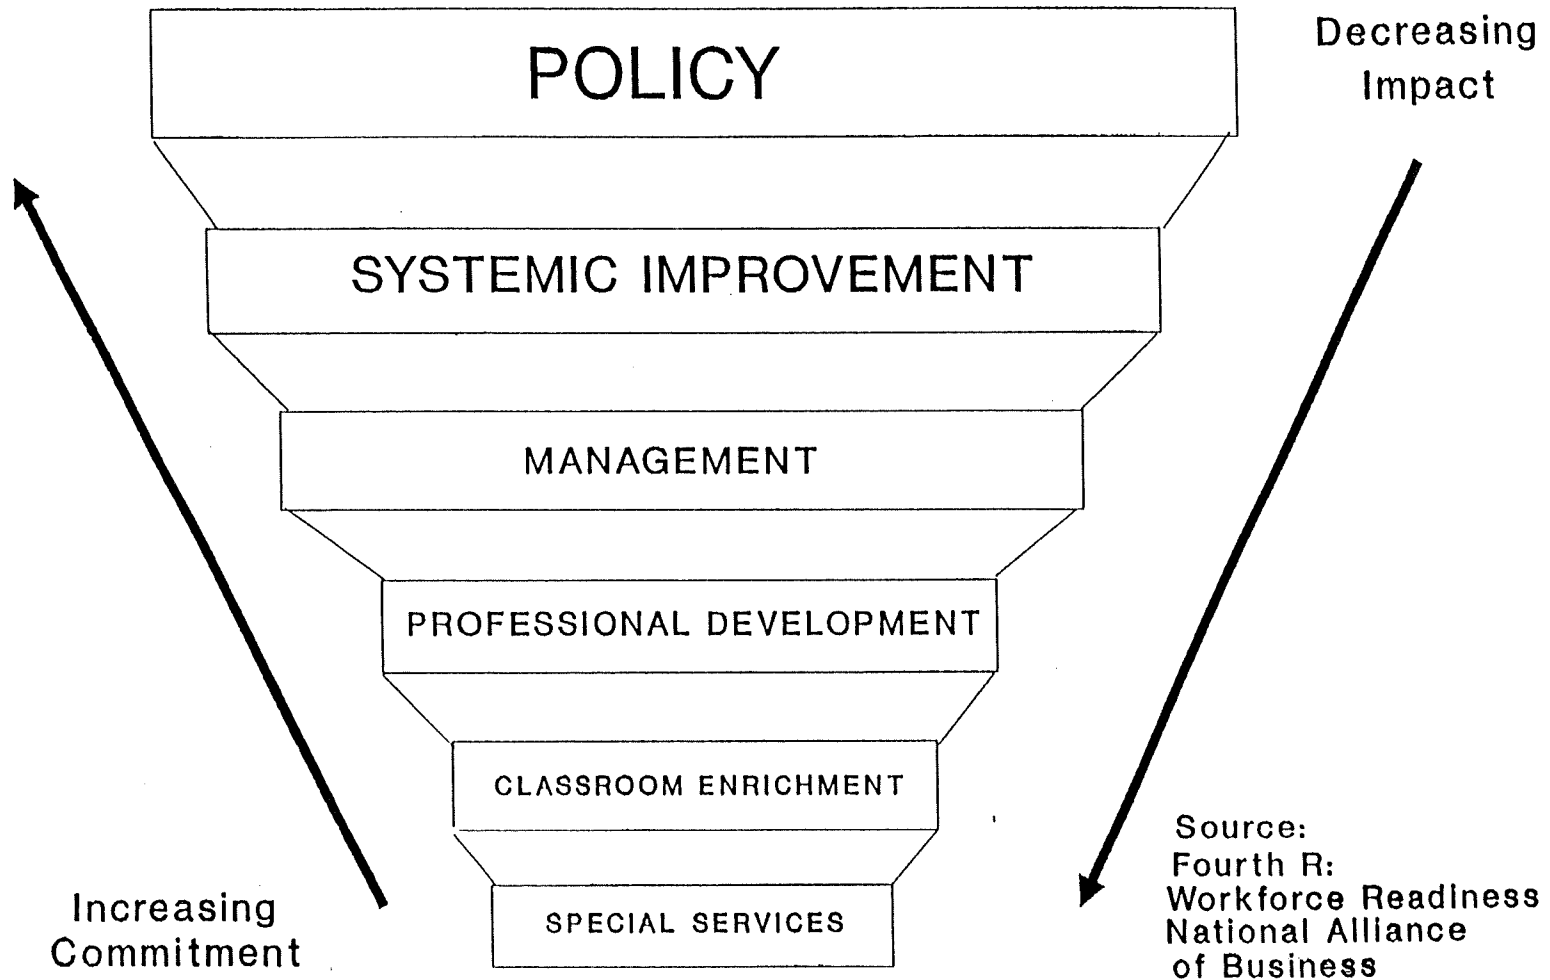 POLICY
Decreasing
Impact
SYSTEMIC IMPROVEMENT
MANAGEMENT
PROFESSIONAL DEVELOPMENT
CLASSROOM ENRICHMENT
SPECIAL SERVICES
Increasing
Commitment
Source:
Fourth R:
Workforce Readiness
National Alliance
of Business